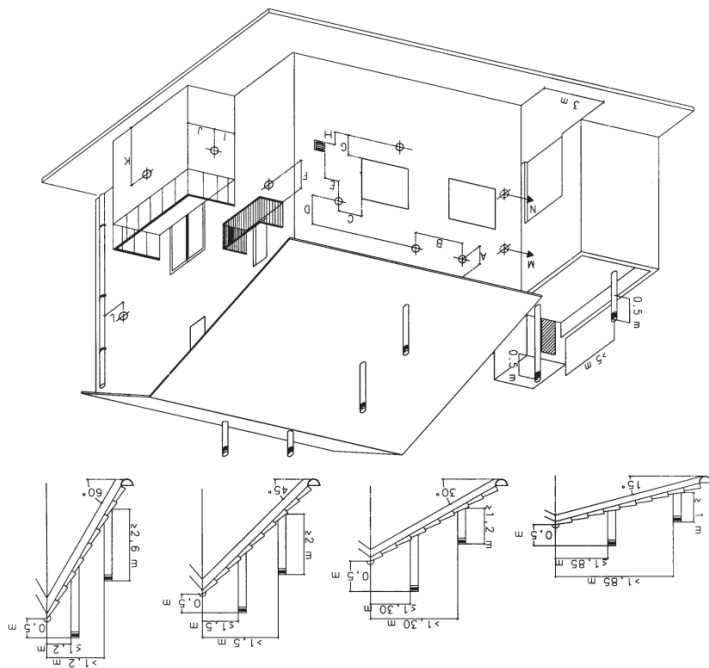 >1.85 m
≤1.85 m
0,5 m
≥1 m
15°
>1.30 m
≤1.30 m
0,5 m
≥1.2 m
30°
>1.5 m
≤1.5 m
0,5 m
≥2 m
45°
>1.2 m
≤1.2 m
0,5 m
≥2.6 m
60°
>5 m
0.5 m
0.5 m
L
M
A
B
N
D
C
F
E
G
H
K
J
I
3 m